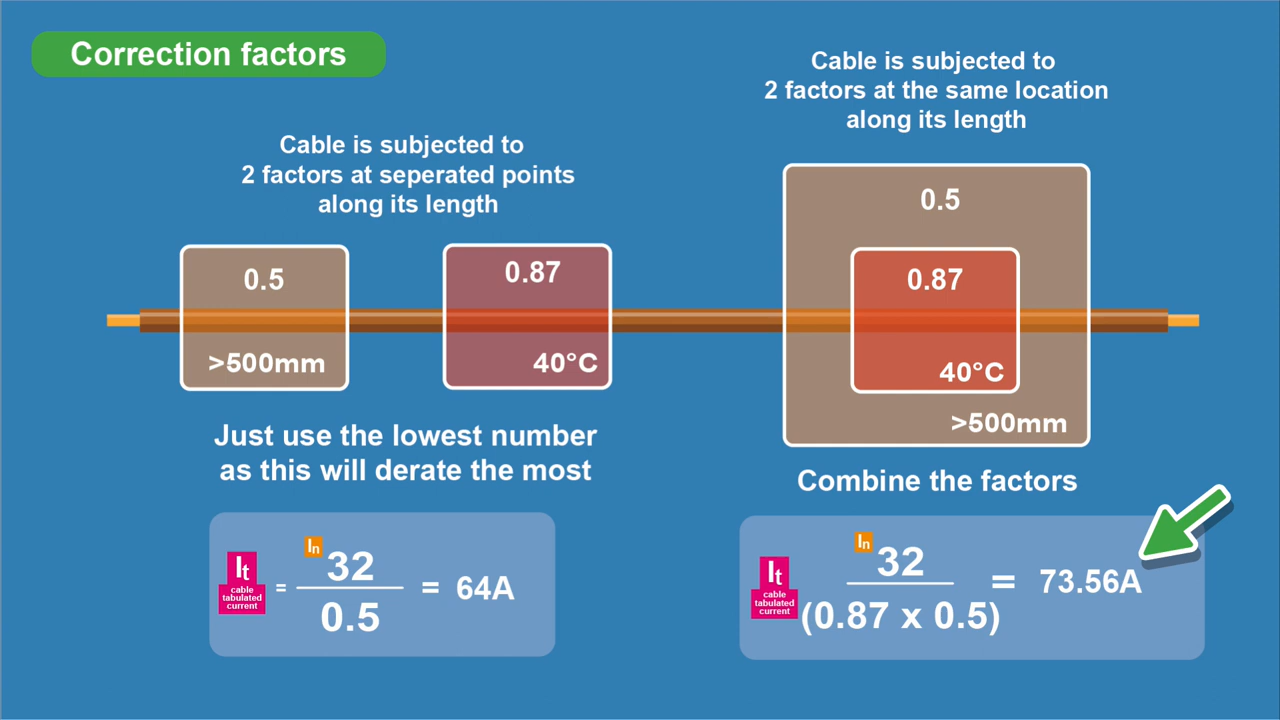 Correction factors
Cable is subjected to
2 factors at seperated points
along its length
0.5
>500mm
0.87
40°C
Just use the lowest number
as this will derate the most
It
cable
tabulated
current
=
In
32
0.5
= 64A
Cable is subjected to
2 factors at the same location
along its length
0.5
0.87
40°C
>500mm
Combine the factors
It
cable
tabulated
current
In
32
(0.87 x 0.5)
= 73.56A